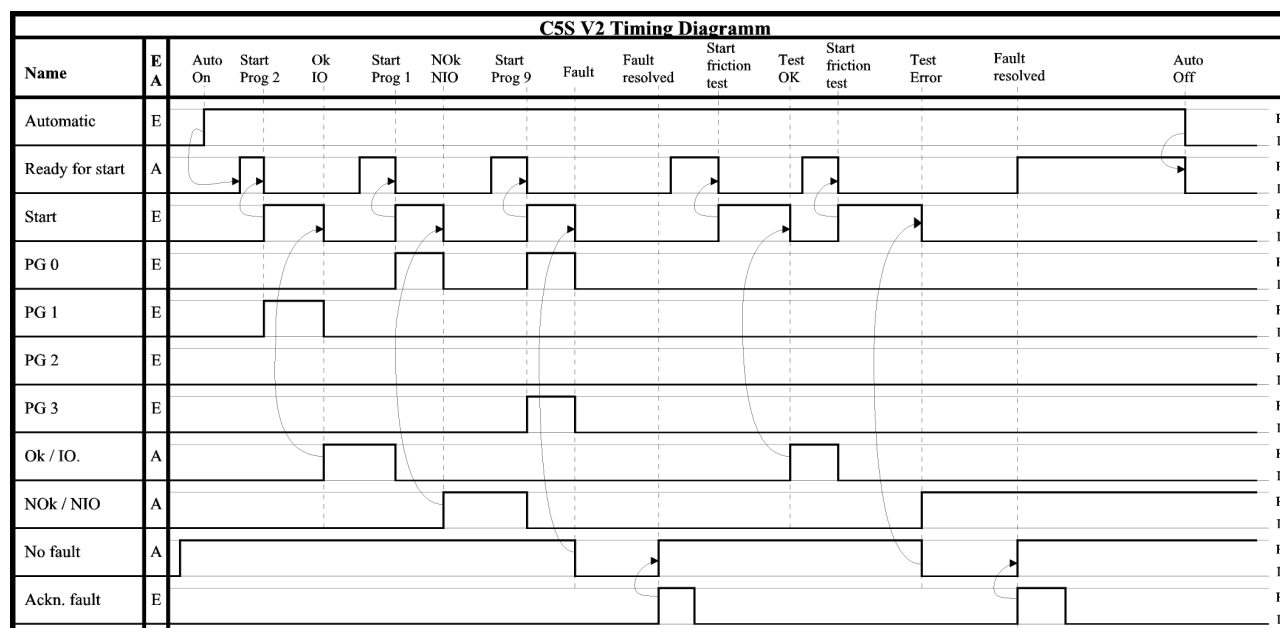 C5S V2 Timing Diagramm
Name
E
A
Auto
On
Start
Prog 2
Ok
IO
Start
Prog 1
NOk
NIO
Start
Prog 9
Fault
Fault
resolved
Start
friction
test
Test
OK
Start
friction
test
Test
Error
Fault
resolved
Auto
Off
Automatic E
Ready for start A
Start E
PG 0 E
PG 1 E
PG 2 E
PG 3 E
Ok / IO. A
NOk / NIO A
No fault A
Ackn. fault E